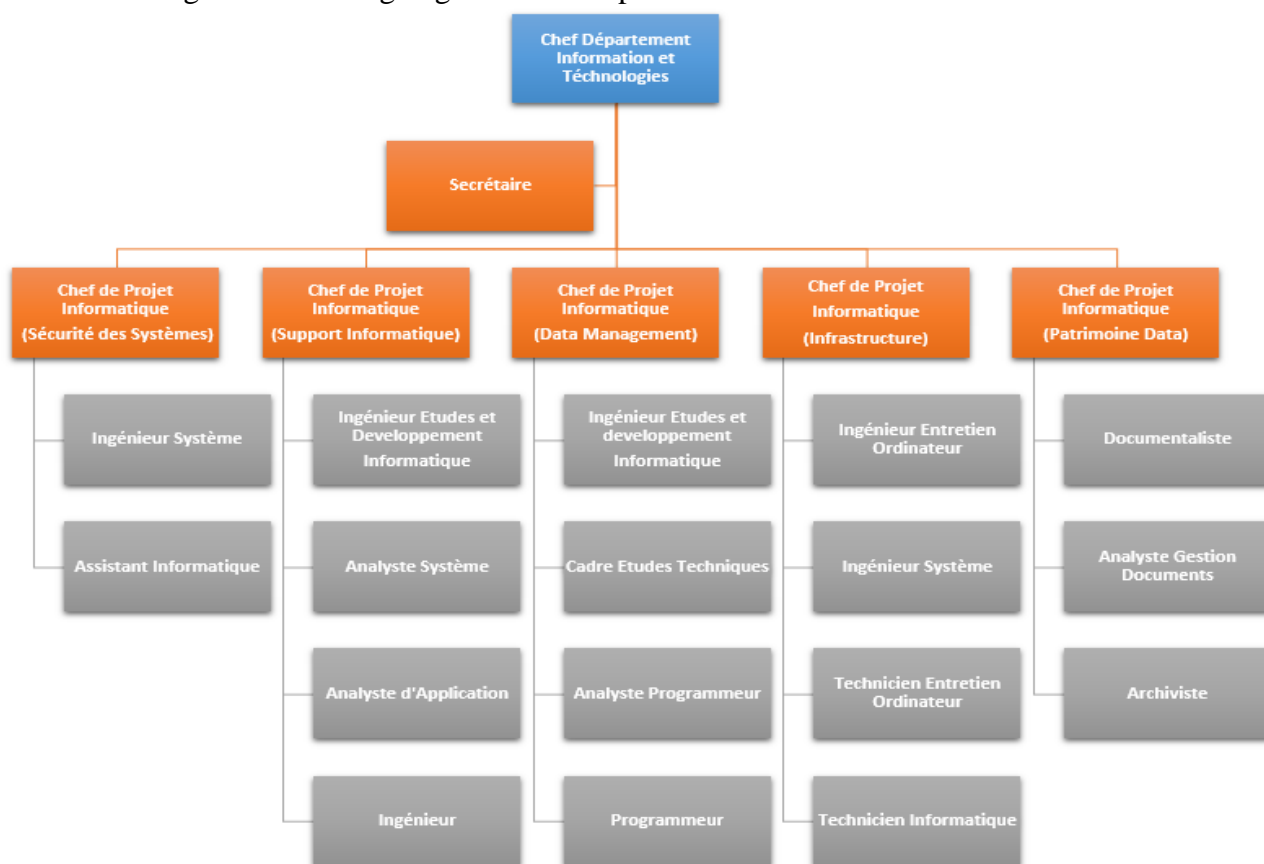 Chef Département
Information et
Téchnologies
Secrétaire
Chef de Projet
Informatique
(Sécurité des Systèmes)
Chef de Projet
Informatique
(Support Informatique)
Chef de Projet
Informatique
(Data Management)
Chef de Projet
Informatique
(Infrastructure)
Chef de Projet
Informatique
(Patrimoine Data)
Ingénieur Système
Assistant Informatique
Ingénieur Etudes et
Developpement
Informatique
Analyste Système
Analyste d'Application
Ingénieur
Ingénieur Etudes et
developpement
Informatique
Cadre Etudes Techniques
Analyste Programmeur
Programmeur
Ingénieur Entretien
Ordinateur
Ingénieur Système
Technicien Entretien
Ordinateur
Technicien Informatique
Documentaliste
Analyste Gestion
Documents
Archiviste